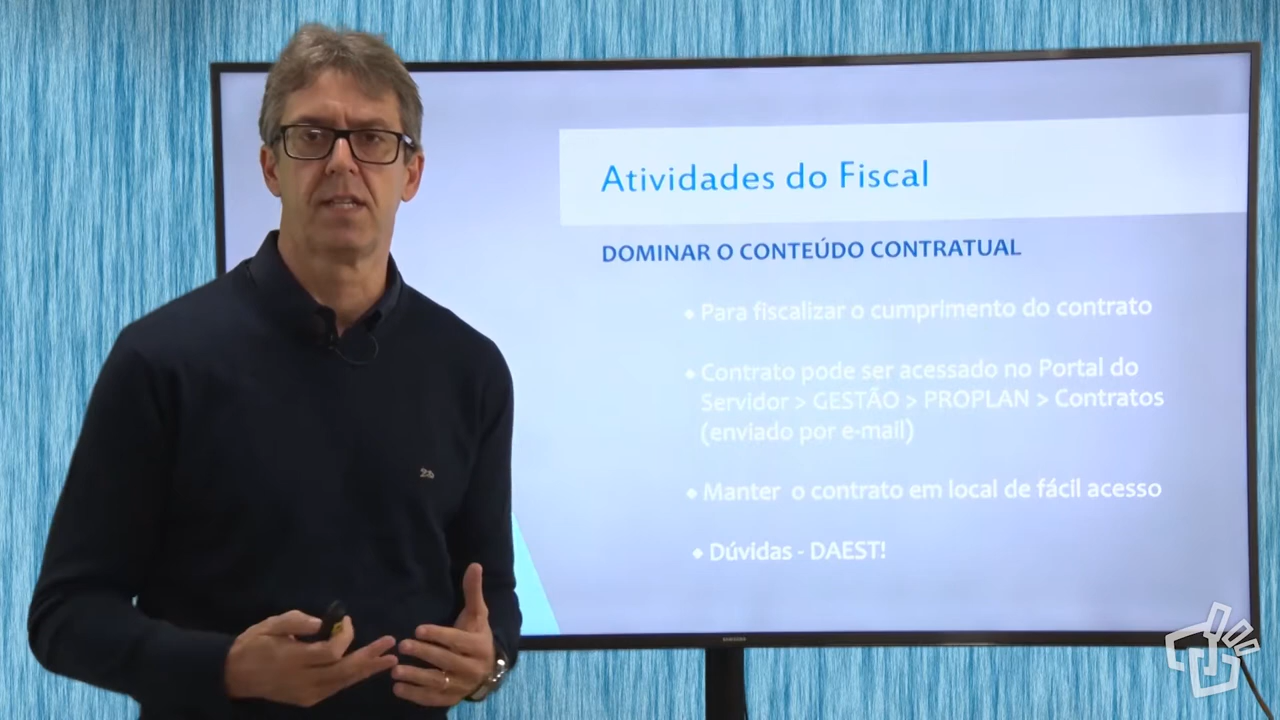 Atividades do Fiscal
DOMINAR O CONTEÚDO CONTRATUAL
• Para fiscalizar o cumprimento do contrato
• Contrato pode ser acessado no Portal do
Servidor > GESTÃO > PROPLAN > Contratos
(enviado por e-mail)
• Manter o contrato em local de fácil acesso
• Dúvidas - DAEST!
SAMSUNG